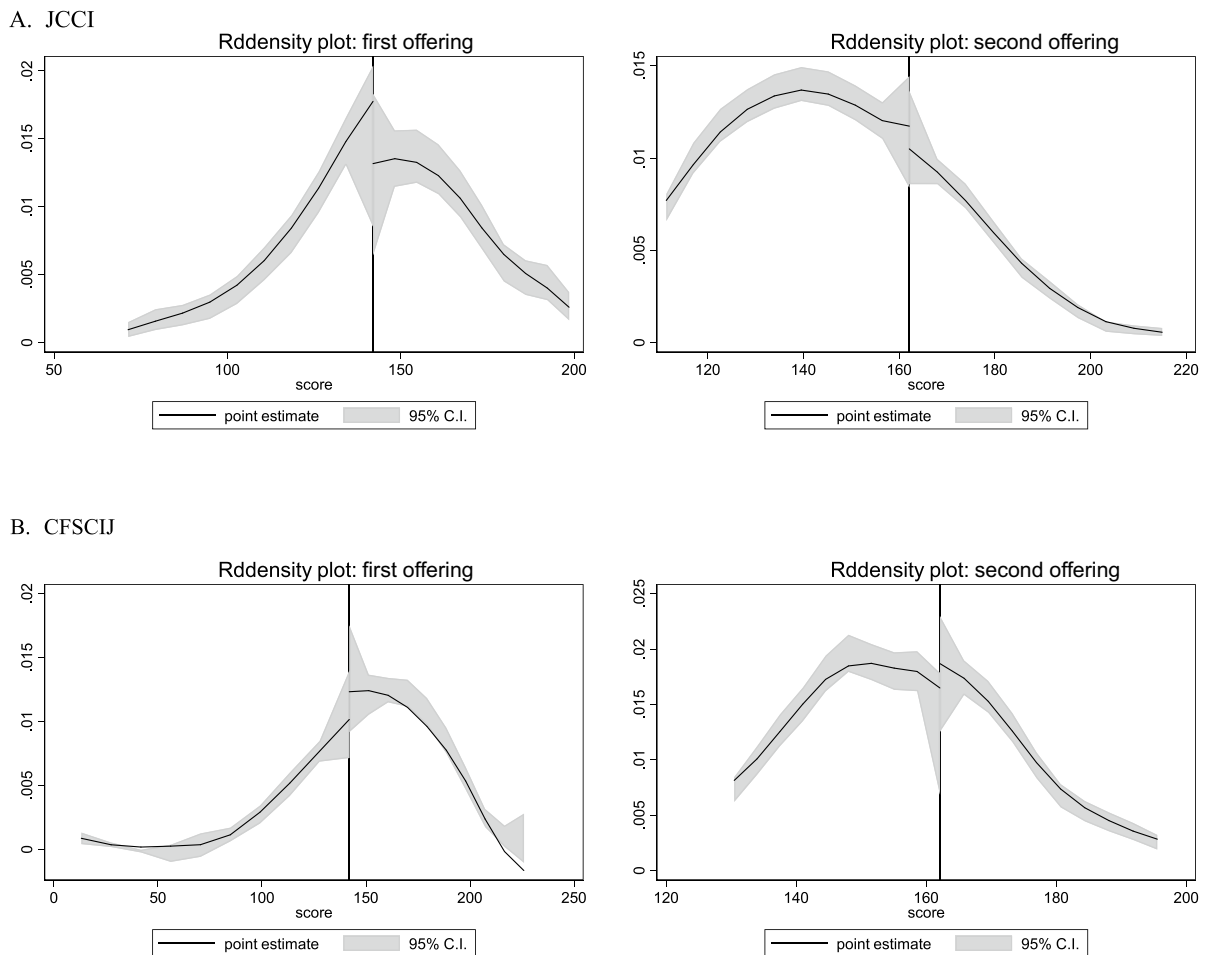 A. JCCI
Rddensity plot: first offering
.02
.015
.01
.005
0
50 100 150 200
score
point estimate 95% C.I.
Rddensity plot: second offering
.015
.01
.005
0
120 140 160 180 200 220
score
point estimate 95% C.I.
B. CFSCIJ
Rddensity plot: first offering
.02
.015
.01
.005
0
0 50 100 150 200 250
score
point estimate 95% C.I.
Rddensity plot: second offering
.025
.02
.015
.01
.005
0
120 140 160 180 200
score
point estimate 95% C.I.